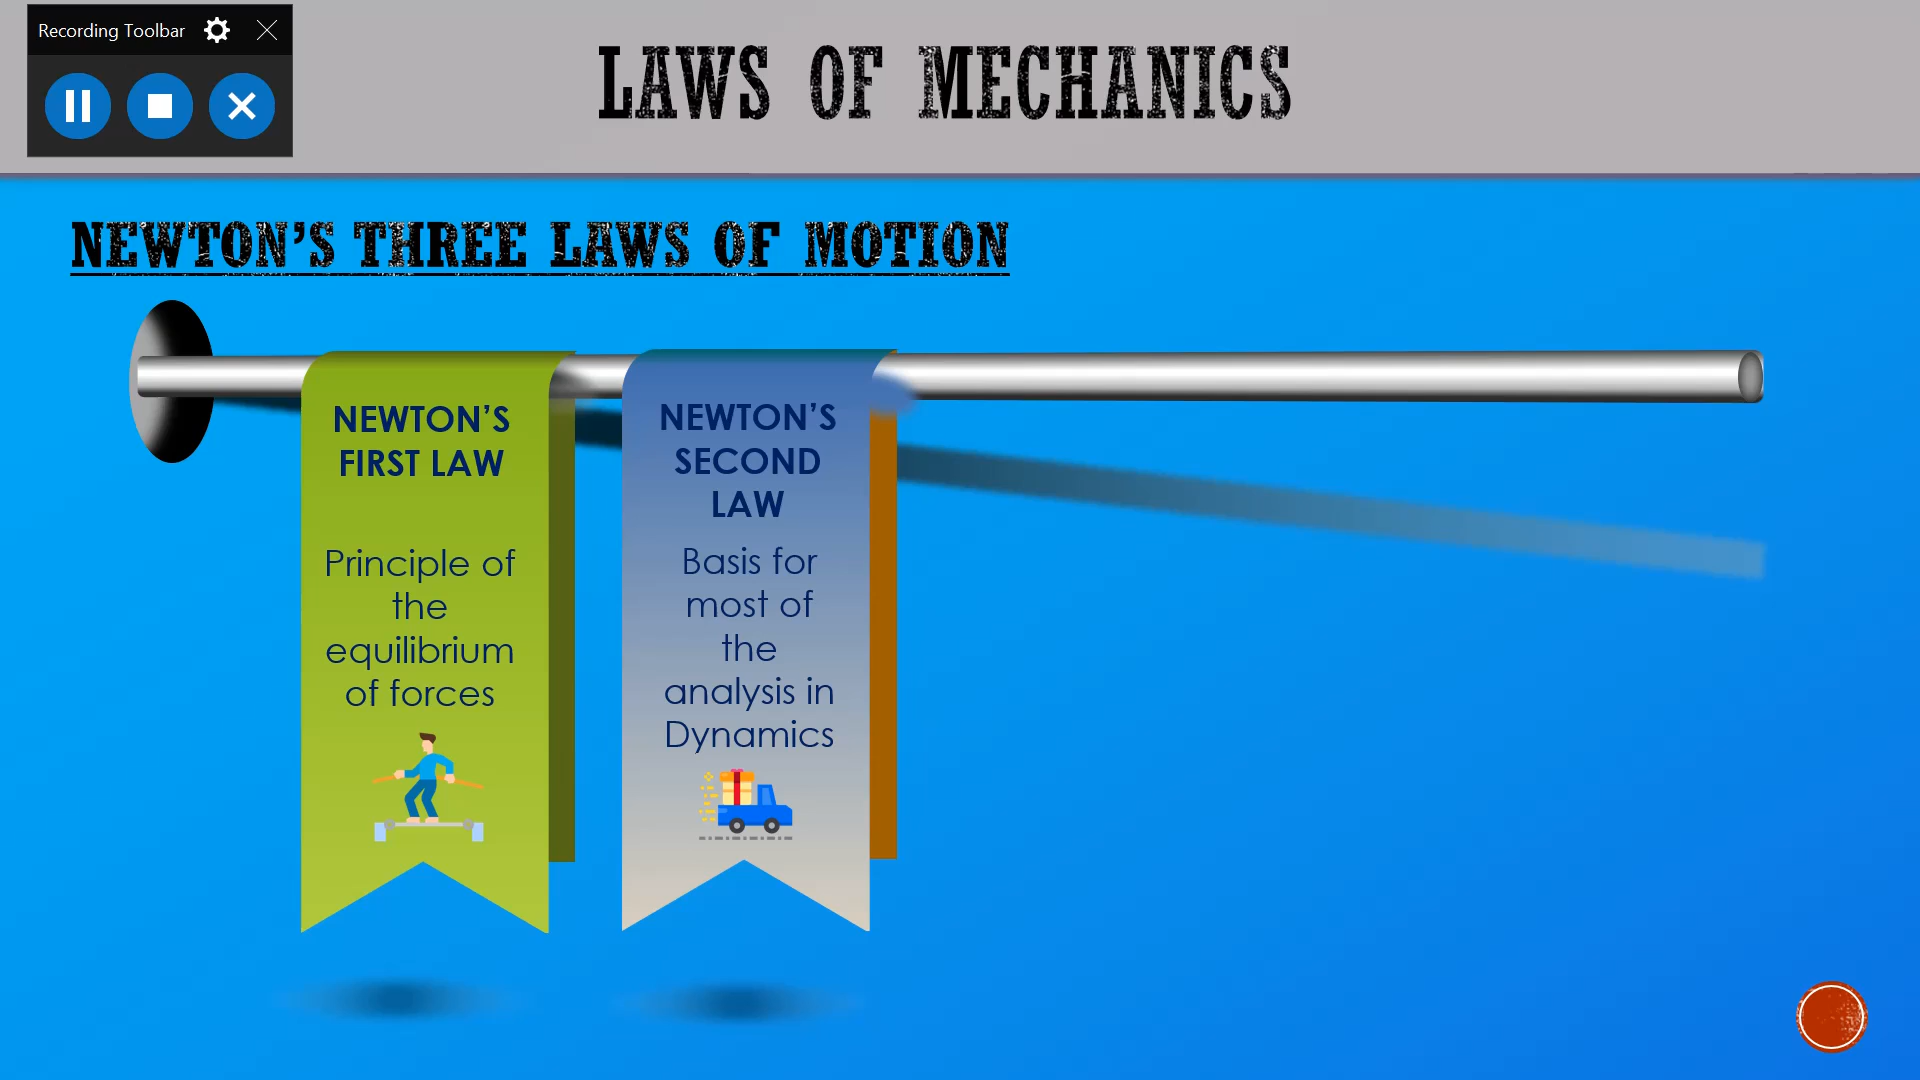 Recording Toolbar
LAWS OF MECHANICS
NEWTON'S THREE LAWS OF MOTION
NEWTON'S
FIRST LAW
Principle of
the
equilibrium
of forces
NEWTON'S
SECOND
LAW
Basis for
most of
the
analysis in
Dynamics